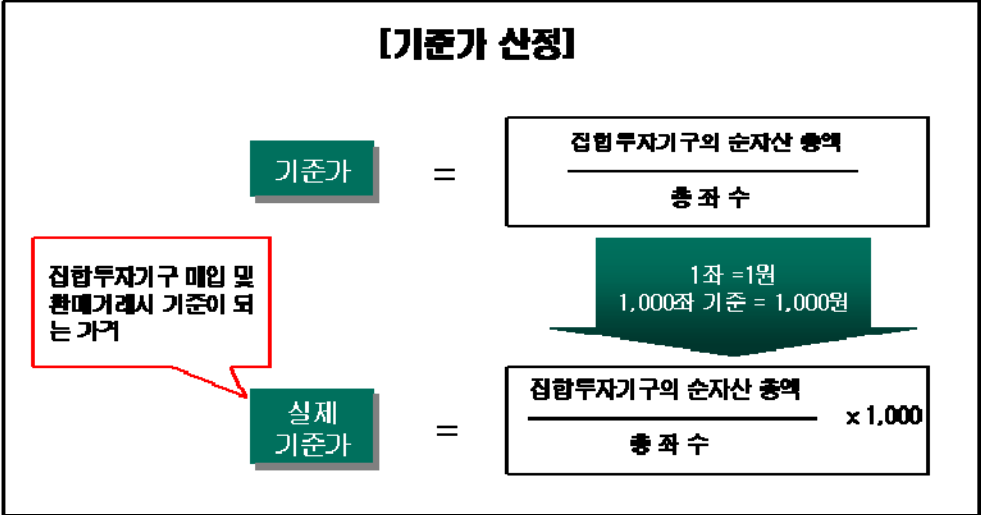 [기준가 산정]
기준가
=
집합투자기구의 순자산 총액
총 좌 수
집합투자기구 매입 및
환매거래시 기준이 되
는 가격
1좌 =1원
1,000좌 기준 = 1,000원
실제
기준가
=
집합투자기구의 순자산 총액
총 좌 수
x 1,000